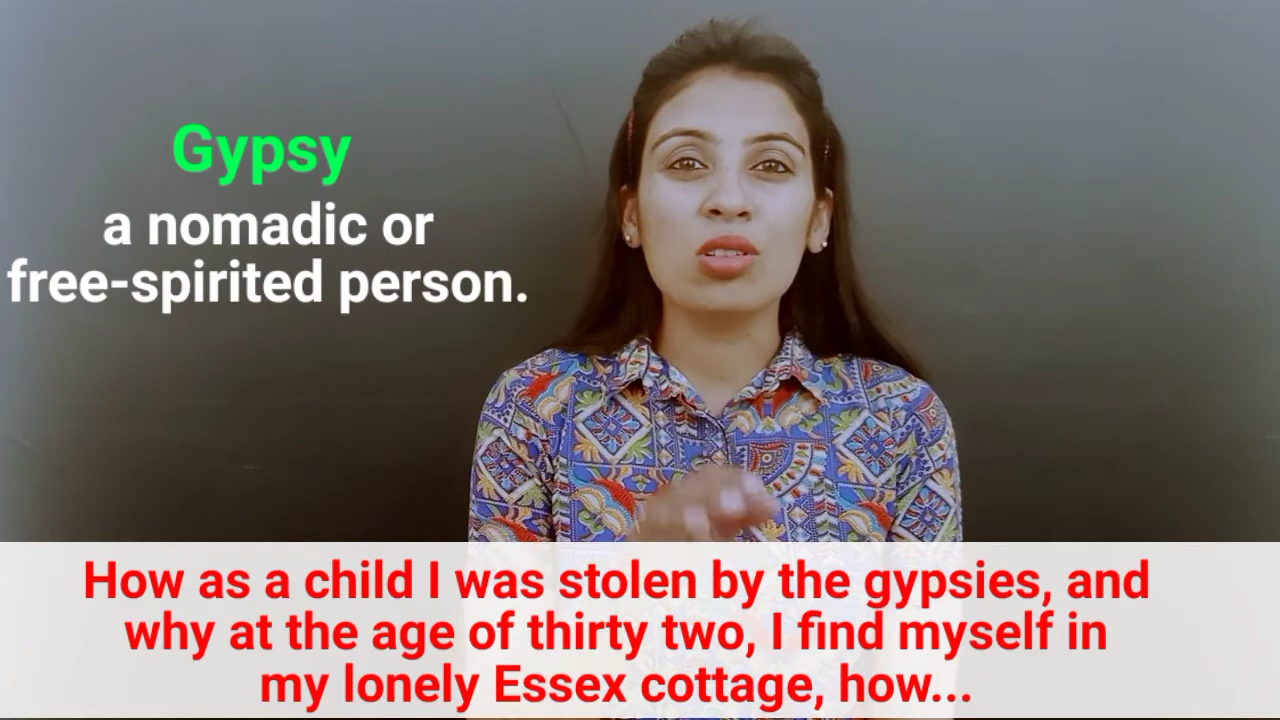 Gypsy
a nomadic or
free-spirited person.
How as a child I was stolen by the gypsies, and
why at the age of thirty two, I find myself in
my lonely Essex cottage, how...